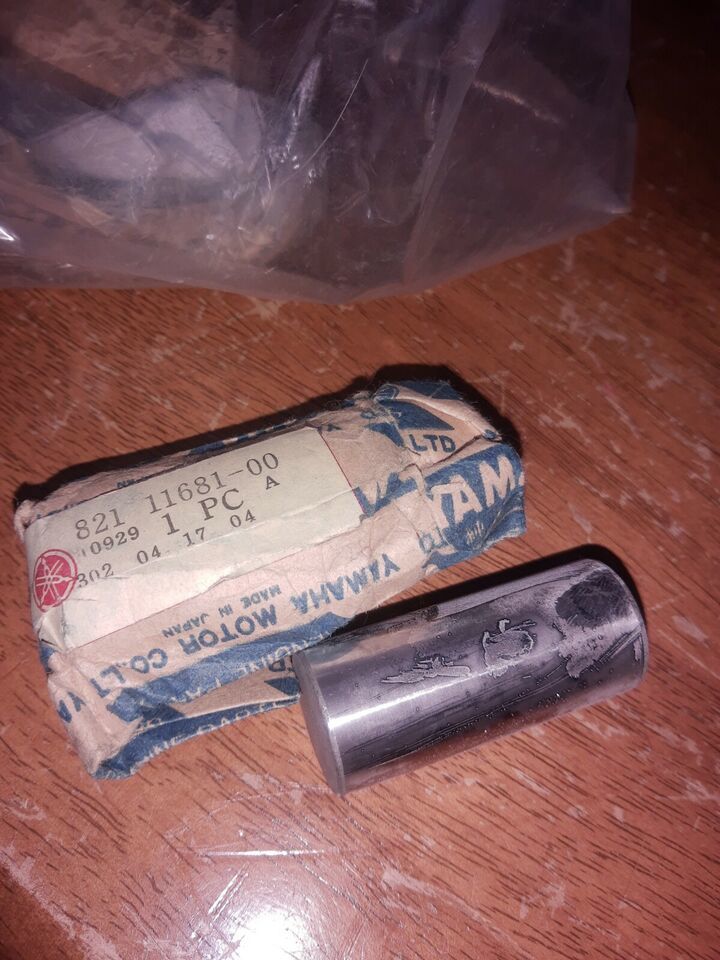 821 11681-00
10929 1 PC A
302 04 17 04
YAMAHA
MOTOR CO.,LTD
MADE IN JAPAN
LTD
YAM